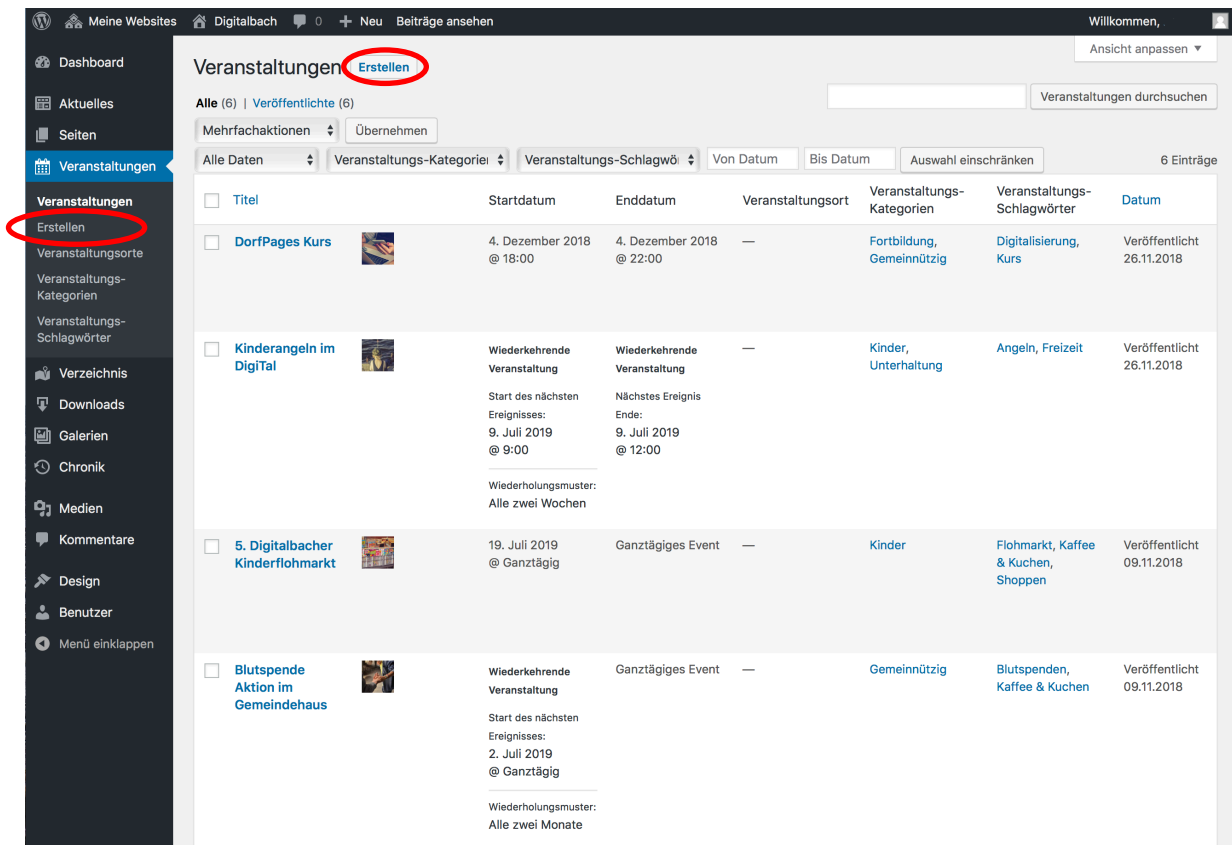 Meine Websites Digitalbach 0 + Neu Beiträge ansehen Willkommen,
Ansicht anpassen ▼
Dashboard
Aktuelles
Seiten
Veranstaltungen
Veranstaltungen
Erstellen
Veranstaltungsorte
Veranstaltungs-
Kategorien
Veranstaltungs-
Schlagwörter
Verzeichnis
Downloads
Galerien
Chronik
Medien
Kommentare
Design
Benutzer
Menü einklappen
Veranstaltungen Erstellen
Alle (6) | Veröffentlichte (6)
Veranstaltungen durchsuchen
Mehrfachaktionen Übernehmen
Alle Daten Veranstaltungs-Kategorie Veranstaltungs-Schlagwö Von Datum Bis Datum Auswahl einschränken 6 Einträge
Titel Startdatum Enddatum Veranstaltungsort Veranstaltungs-
Kategorien Veranstaltungs-
Schlagwörter Datum
DorfPages Kurs
4. Dezember 2018
@ 18:00
4. Dezember 2018
@ 22:00
—
Fortbildung,
Gemeinnützig
Digitalisierung,
Kurs
Veröffentlicht
26.11.2018
Kinderangeln im
DigiTal
Wiederkehrende
Veranstaltung
Start des nächsten
Ereignisses:
9. Juli 2019
@ 9:00
Wiederholungsmuster:
Alle zwei Wochen
Wiederkehrende
Veranstaltung
Nächstes Ereignis
Ende:
9. Juli 2019
@ 12:00
—
Kinder,
Unterhaltung
Angeln, Freizeit
Veröffentlicht
26.11.2018
5. Digitalbacher
Kinderflohmarkt
19. Juli 2019
@ Ganztägig
Ganztägiges Event
—
Kinder
Flohmarkt, Kaffee
& Kuchen,
Shoppen
Veröffentlicht
09.11.2018
Blutspende
Aktion im
Gemeindehaus
Wiederkehrende
Veranstaltung
Start des nächsten
Ereignisses:
2. Juli 2019
@ Ganztägig
Wiederholungsmuster:
Alle zwei Monate
Ganztägiges Event
—
Gemeinnützig
Blutspenden,
Kaffee & Kuchen
Veröffentlicht
09.11.2018